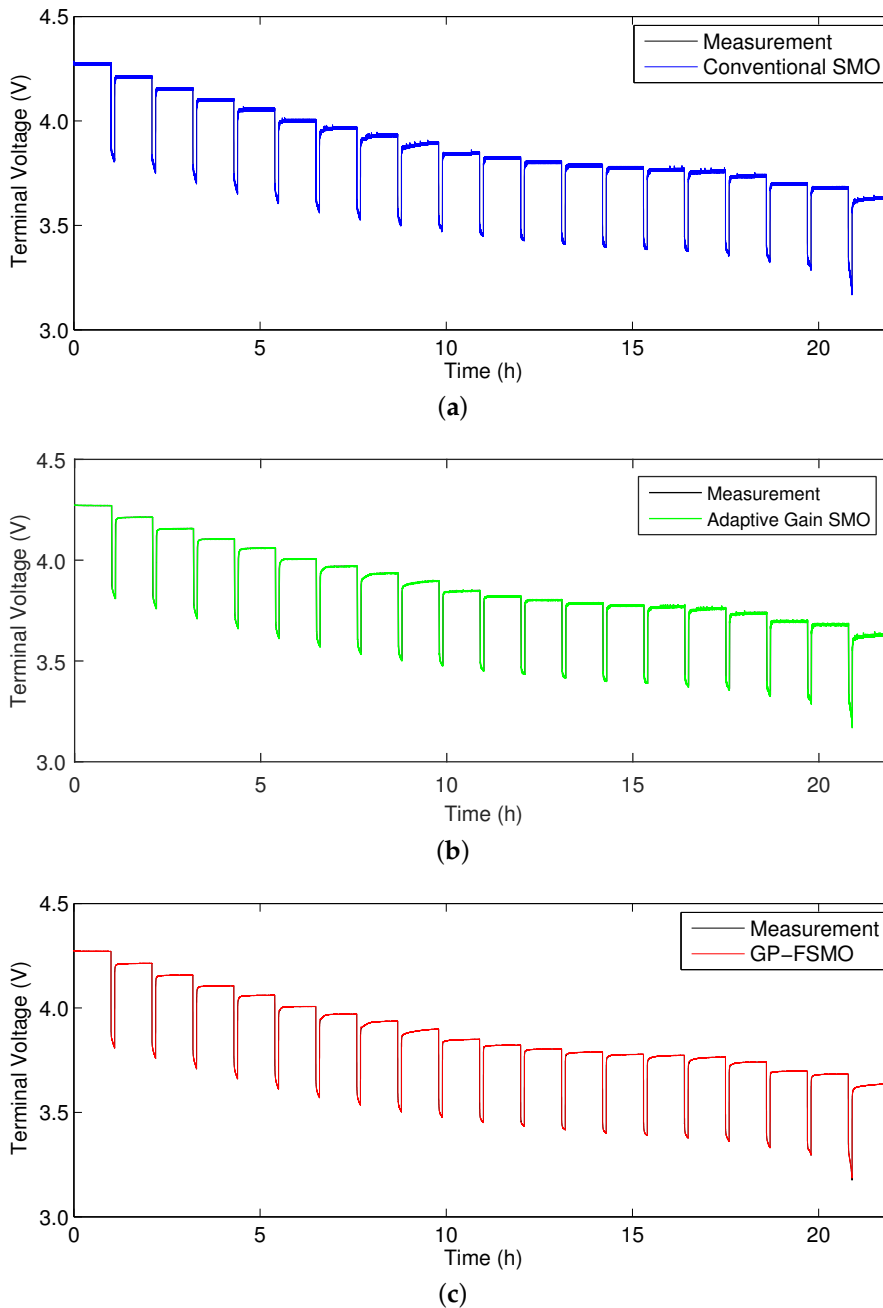 4.5
4.0
3.5
3.0
Terminal Voltage (V)
Measurement
Conventional SMO
0 5 10 15 20
Time (h)
(a)
4.5
4.0
3.5
3.0
Terminal Voltage (V)
Measurement
Adaptive Gain SMO
0 5 10 15 20
Time (h)
(b)
4.5
4.0
3.5
3.0
Terminal Voltage (V)
Measurement
GP−FSMO
0 5 10 15 20
Time (h)
(c)